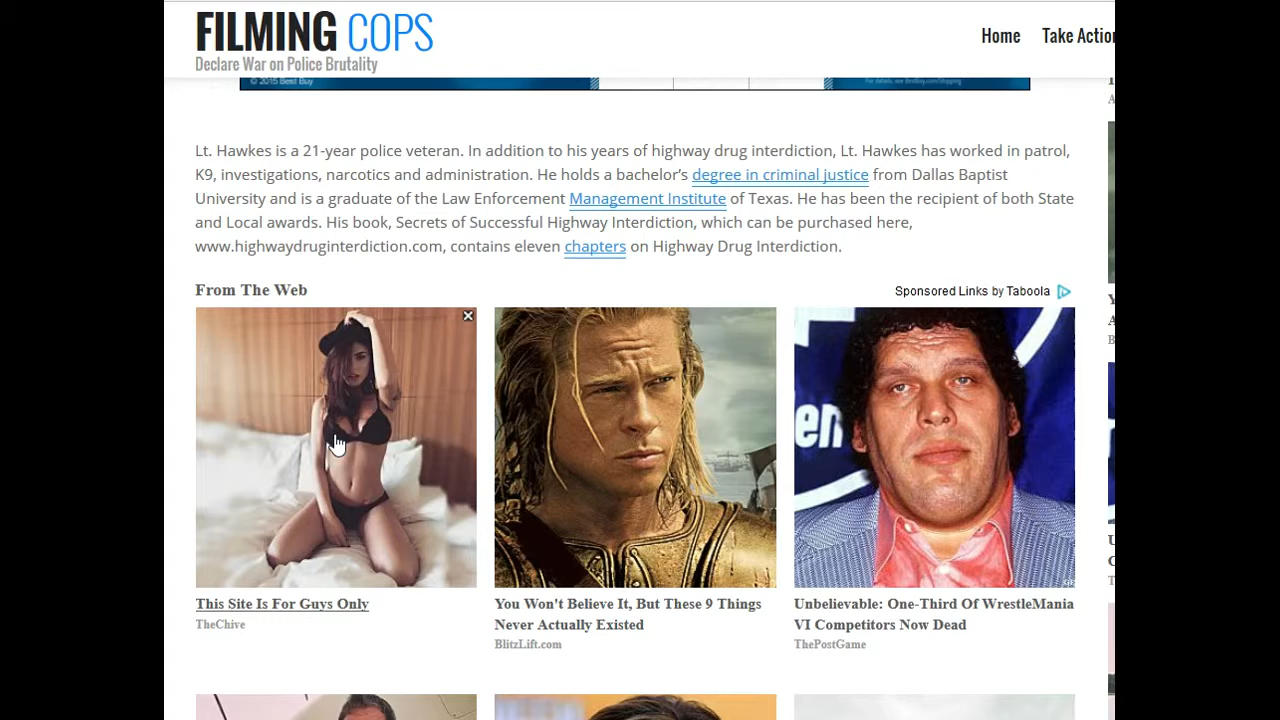 FILMING COPS
Declare War on Police Brutality
Home Take Action
© 2015 Best Buy
Lt. Hawkes is a 21-year police veteran. In addition to his years of highway drug interdiction, Lt. Hawkes has worked in patrol,
K9, investigations, narcotics and administration. He holds a bachelor's degree in criminal justice from Dallas Baptist
University and is a graduate of the Law Enforcement Management Institute of Texas. He has been the recipient of both State
and Local awards. His book, Secrets of Successful Highway Interdiction, which can be purchased here,
www.highwaydruginterdiction.com, contains eleven chapters on Highway Drug Interdiction.
From The Web
Sponsored Links by Taboola
This Site Is For Guys Only
TheChive
You Won't Believe It, But These 9 Things
Never Actually Existed
BlitzLift.com
en
Unbelievable: One-Third Of WrestleMania
VI Competitors Now Dead
ThePostGame